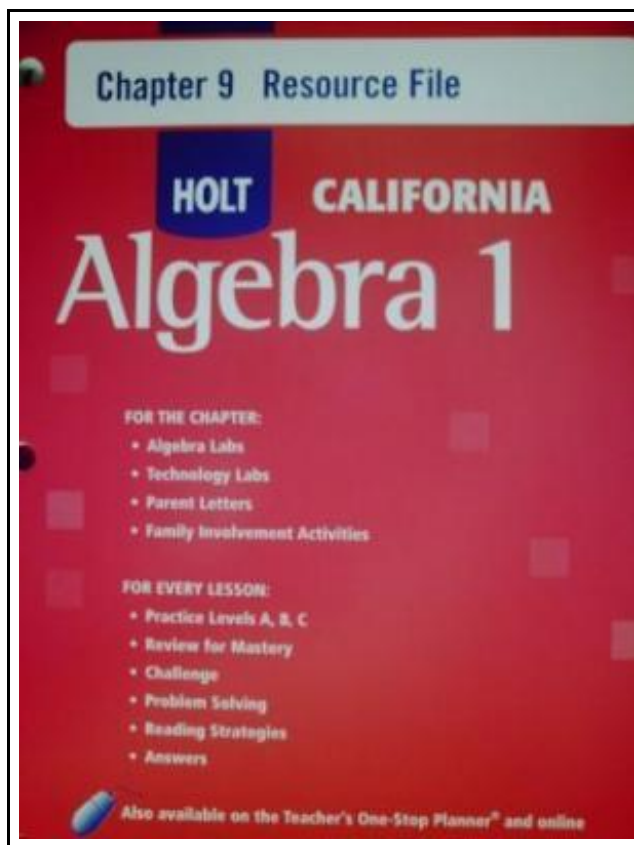 Chapter 9 Resource File
HOLT CALIFORNIA
Algebra 1
FOR THE CHAPTER:
• Algebra Labs
• Technology Labs
• Parent Letters
• Family Involvement Activities
FOR EVERY LESSON:
• Practice Levels A, B, C
• Review for Mastery
• Challenge
• Problem Solving
• Reading Strategies
• Answers
Also available on the Teacher's One-Stop Planner® and online